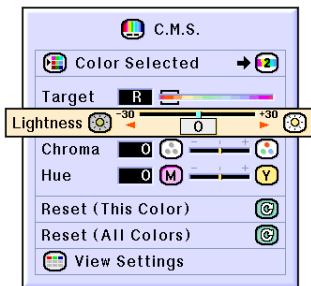 C.M.S.
Color Selected 2
Target R
Lightness -30 0 +30
Chroma 0 - +
Hue 0 M - + Y
Reset (This Color)
Reset (All Colors)
View Settings